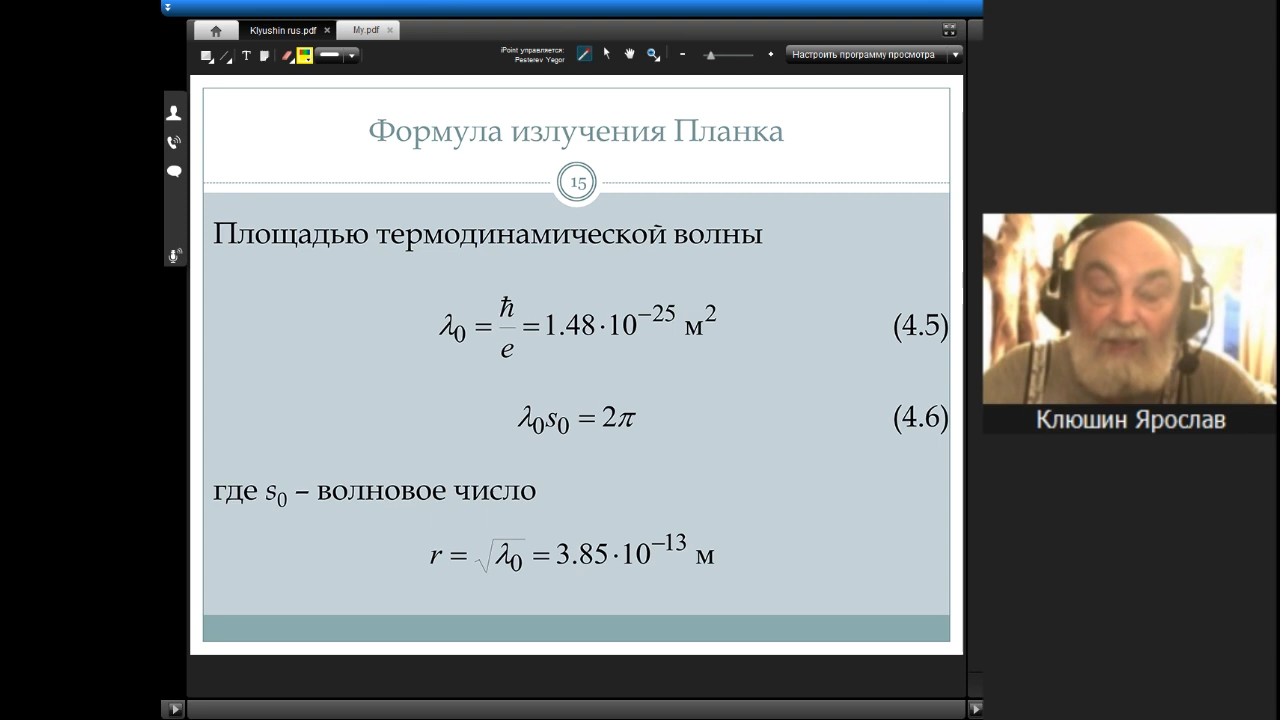 Klyushin rus.pdf ×
My.pdf ×
T
iPoint управляется:
Pesterev Yegor
Настроить программу просмотра
Формула излучения Планка
15
Площадью термодинамической волны
λ₀ = ℏ/e = 1.48·10⁻²⁵ м² (4.5)
λ₀s₀ = 2π (4.6)
где s₀ – волновое число
r = √λ₀ = 3.85·10⁻¹³ м
Клюшин Ярослав